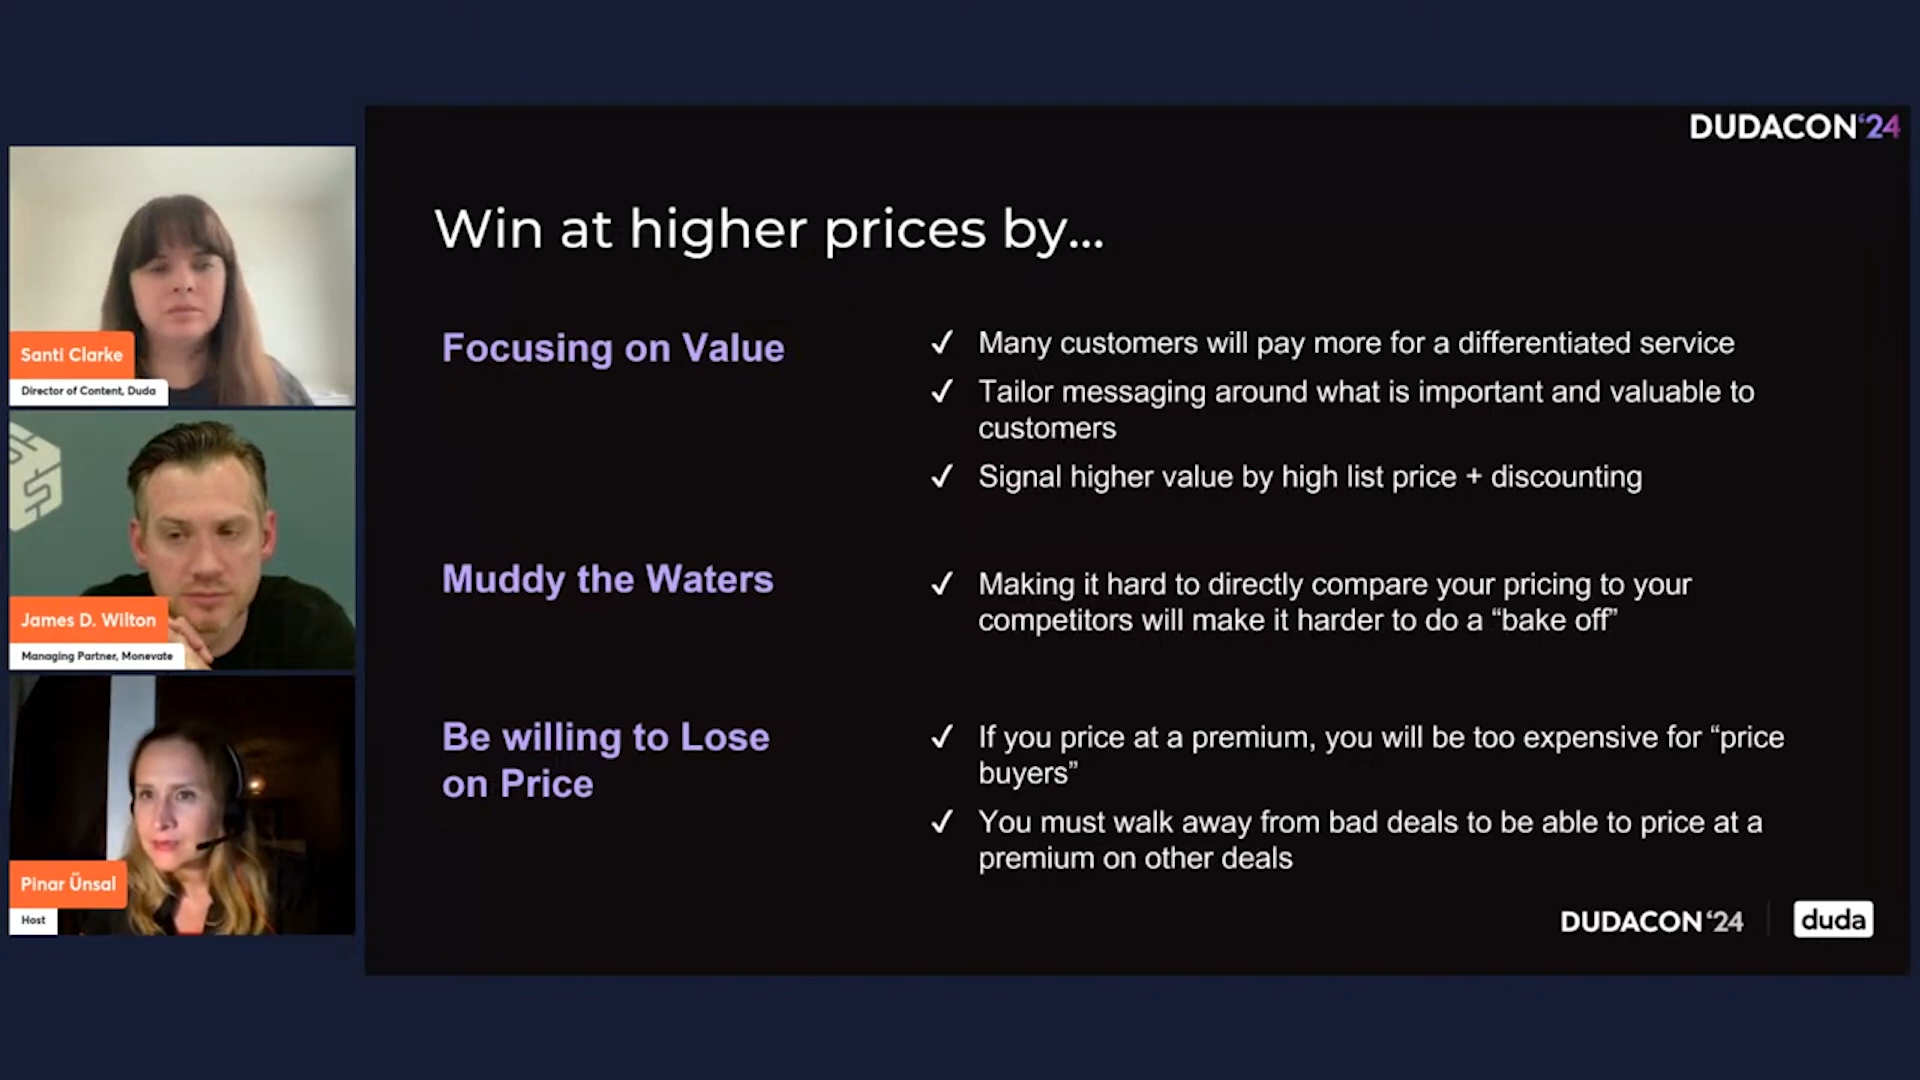 DUDACON'24
Win at higher prices by...
Focusing on Value
✓ Many customers will pay more for a differentiated service
✓ Tailor messaging around what is important and valuable to
customers
✓ Signal higher value by high list price + discounting
Muddy the Waters
✓ Making it hard to directly compare your pricing to your
competitors will make it harder to do a “bake off”
Be willing to Lose
on Price
✓ If you price at a premium, you will be too expensive for “price
buyers”
✓ You must walk away from bad deals to be able to price at a
premium on other deals
DUDACON'24
duda
Santi Clarke
Director of Content, Duda
James D. Wilton
Managing Partner, Monevate
Pinar Ünsal
Host